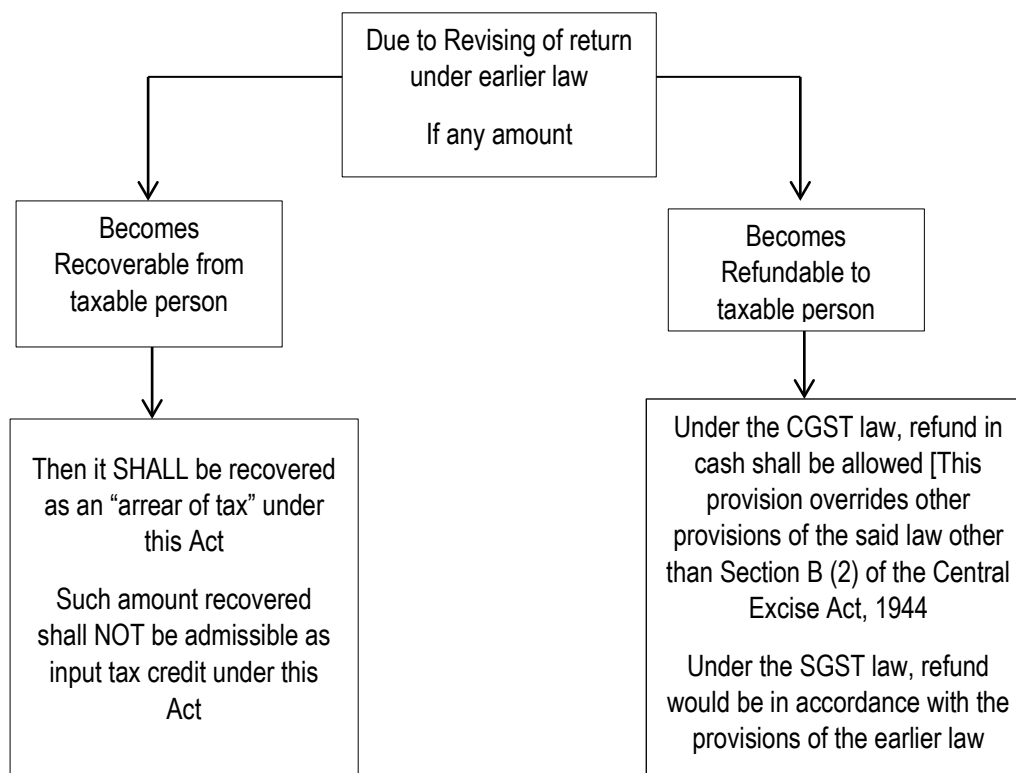 Due to Revising of return
under earlier law
If any amount
Becomes
Recoverable from
taxable person
Becomes
Refundable to
taxable person
Then it SHALL be recovered
as an “arrear of tax” under
this Act
Such amount recovered
shall NOT be admissible as
input tax credit under this
Act
Under the CGST law, refund in
cash shall be allowed [This
provision overrides other
provisions of the said law other
than Section B (2) of the Central
Excise Act, 1944
Under the SGST law, refund
would be in accordance with the
provisions of the earlier law